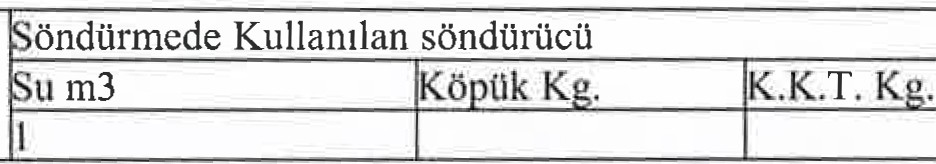 Söndürmede Kullanılan söndürücü
Su m3 Köpük Kg. K.K.T. Kg.
1